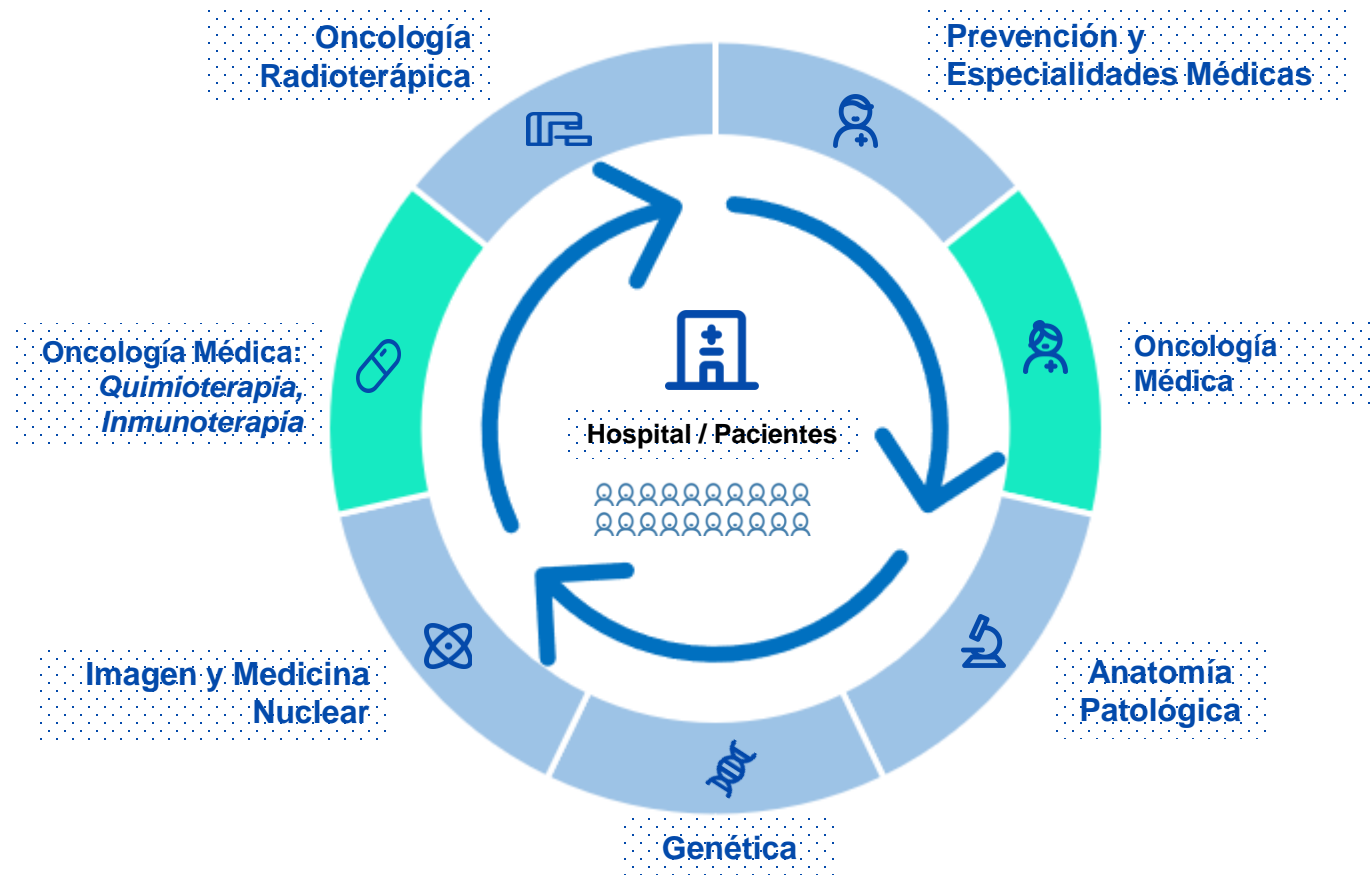 Oncología
Radioterápica
Prevención y
Especialidades Médicas
Oncología Médica:
Quimioterapia,
Inmunoterapia
Oncología
Médica
Hospital / Pacientes
Imagen y Medicina
Nuclear
Anatomía
Patológica
Genética